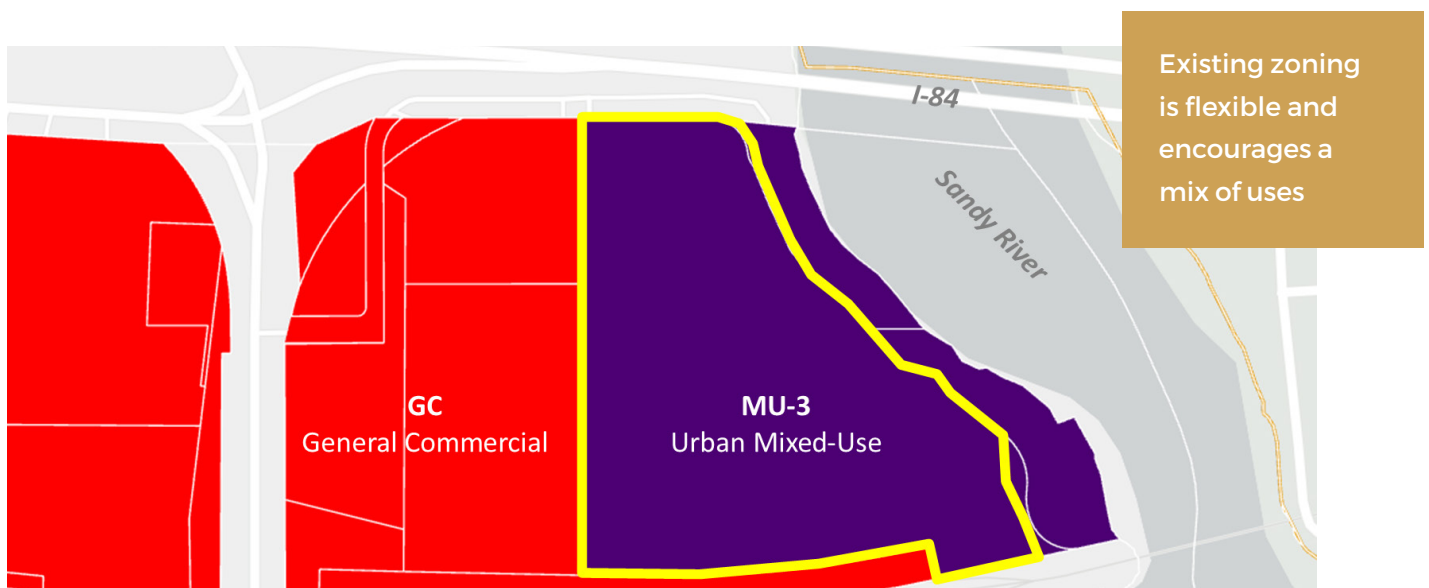 Existing zoning
is flexible and
encourages a
mix of uses
I-84
Sandy River
GC
General Commercial
MU-3
Urban Mixed-Use